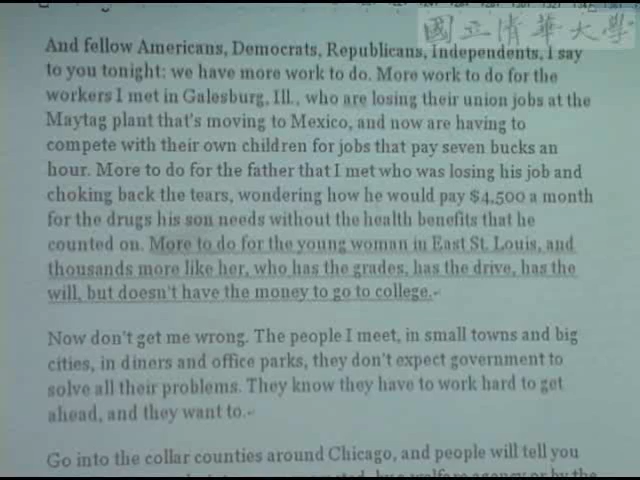 國立清華大學
And fellow Americans, Democrats, Republicans, Independents, I say
to you tonight: we have more work to do. More work to do for the
workers I met in Galesburg, Ill., who are losing their union jobs at the
Maytag plant that's moving to Mexico, and now are having to
compete with their own children for jobs that pay seven bucks an
hour. More to do for the father that I met who was losing his job and
choking back the tears, wondering how he would pay $4,500 a month
for the drugs his son needs without the health benefits that he
counted on. More to do for the young woman in East St. Louis, and
thousands more like her, who has the grades, has the drive, has the
will, but doesn't have the money to go to college.
Now don't get me wrong. The people I meet, in small towns and big
cities, in diners and office parks, they don't expect government to
solve all their problems. They know they have to work hard to get
ahead, and they want to.
Go into the collar counties around Chicago, and people will tell you
by a welfare agency or by the